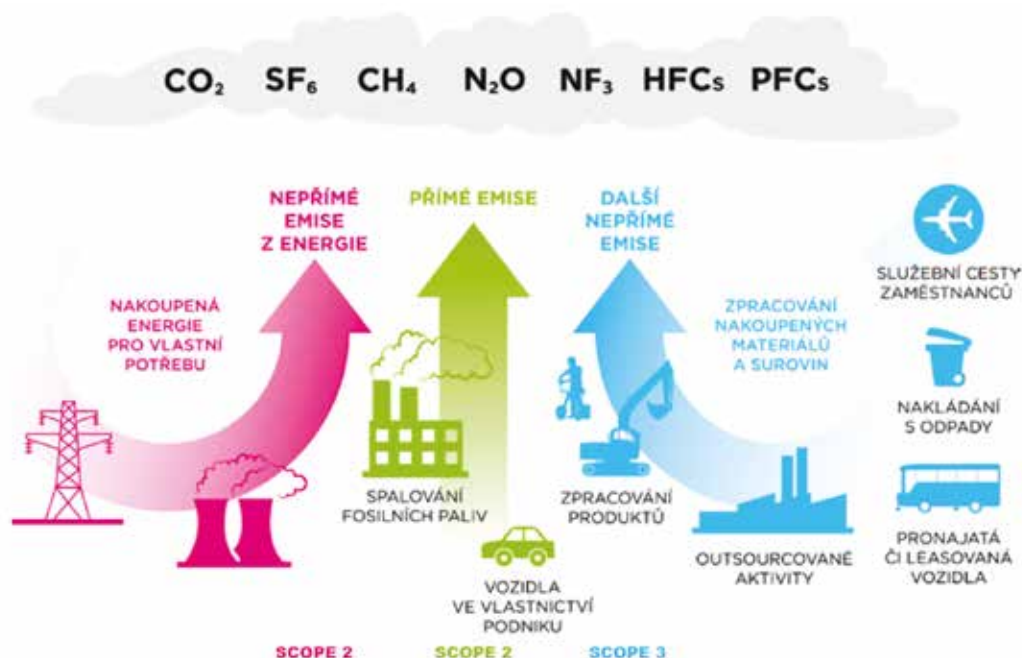 CO₂ SF₆ CH₄ N₂O NF₃ HFCs PFCs
NEPŘÍMÉ
EMISE
Z ENERGIE
PŘÍMÉ EMISE
DALŠÍ
NEPŘÍMÉ
EMISE
NAKOUPENÁ
ENERGIE
PRO VLASTNÍ
POTŘEBU
ZPRACOVÁNÍ
NAKOUPENÝCH
MATERIÁLŮ
A SUROVIN
SLUŽEBNÍ CESTY
ZAMĚSTNANCŮ
NAKLÁDÁNÍ
S ODPADY
SPALOVÁNÍ
FOSILNÍCH PALIV
ZPRACOVÁNÍ
PRODUKTŮ
OUTSOURCOVANÉ
AKTIVITY
PRONAJATÁ
ČI LEASOVANÁ
VOZIDLA
VOZIDLA
VE VLASTNICTVÍ
PODNIKU
SCOPE 2
SCOPE 2
SCOPE 3